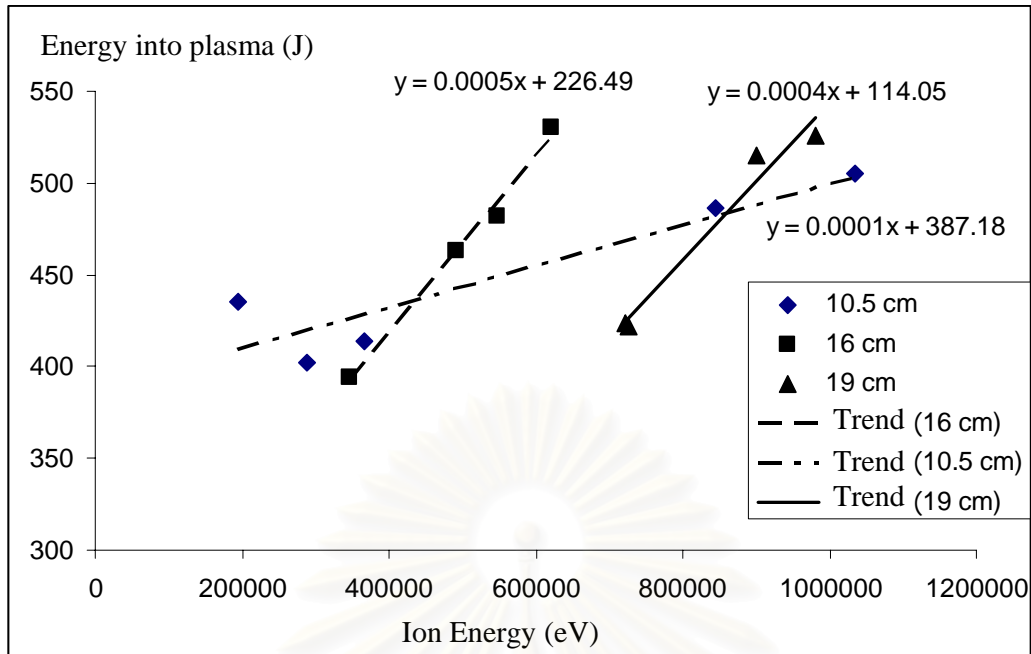 Energy into plasma (J)
y = 0.0005x + 226.49
y = 0.0004x + 114.05
y = 0.0001x + 387.18
550
500
450
400
350
300
0
200000
400000
600000
800000
1000000
1200000
Ion Energy (eV)
10.5 cm
16 cm
19 cm
Trend (16 cm)
Trend (10.5 cm)
Trend (19 cm)